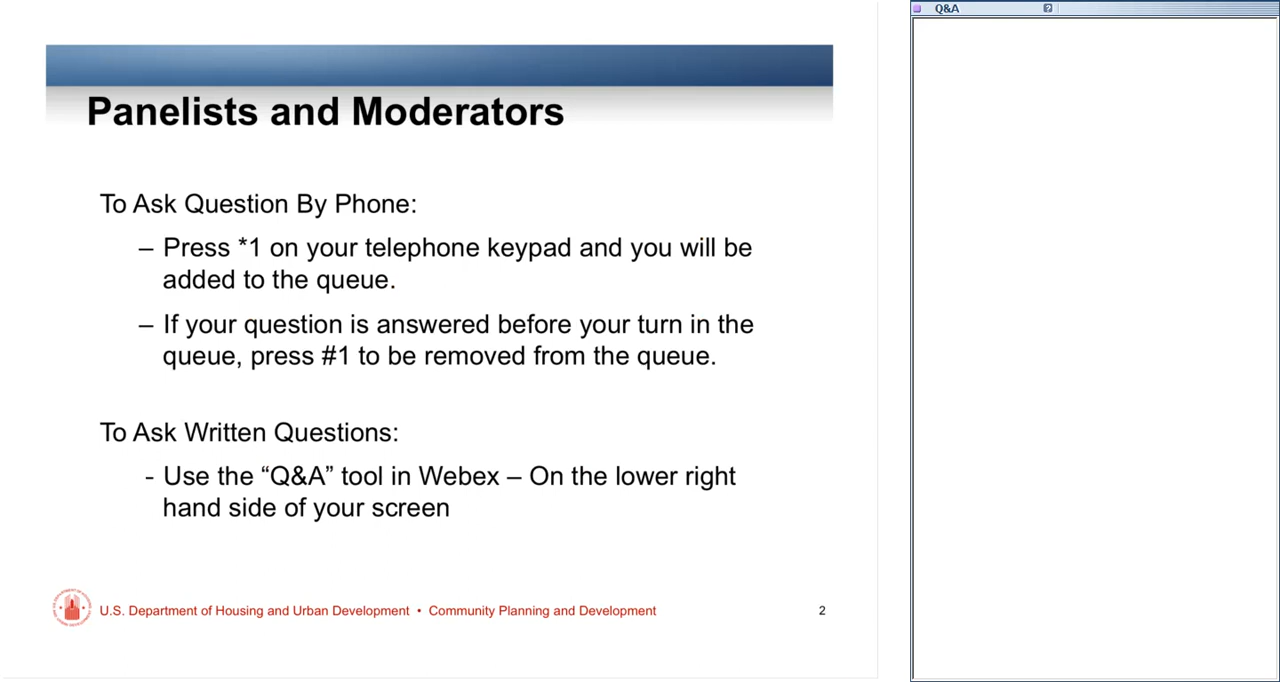 Q&A
Panelists and Moderators
To Ask Question By Phone:
– Press *1 on your telephone keypad and you will be
added to the queue.
– If your question is answered before your turn in the
queue, press #1 to be removed from the queue.
To Ask Written Questions:
- Use the “Q&A” tool in Webex – On the lower right
hand side of your screen
U.S. Department of Housing and Urban Development • Community Planning and Development
2